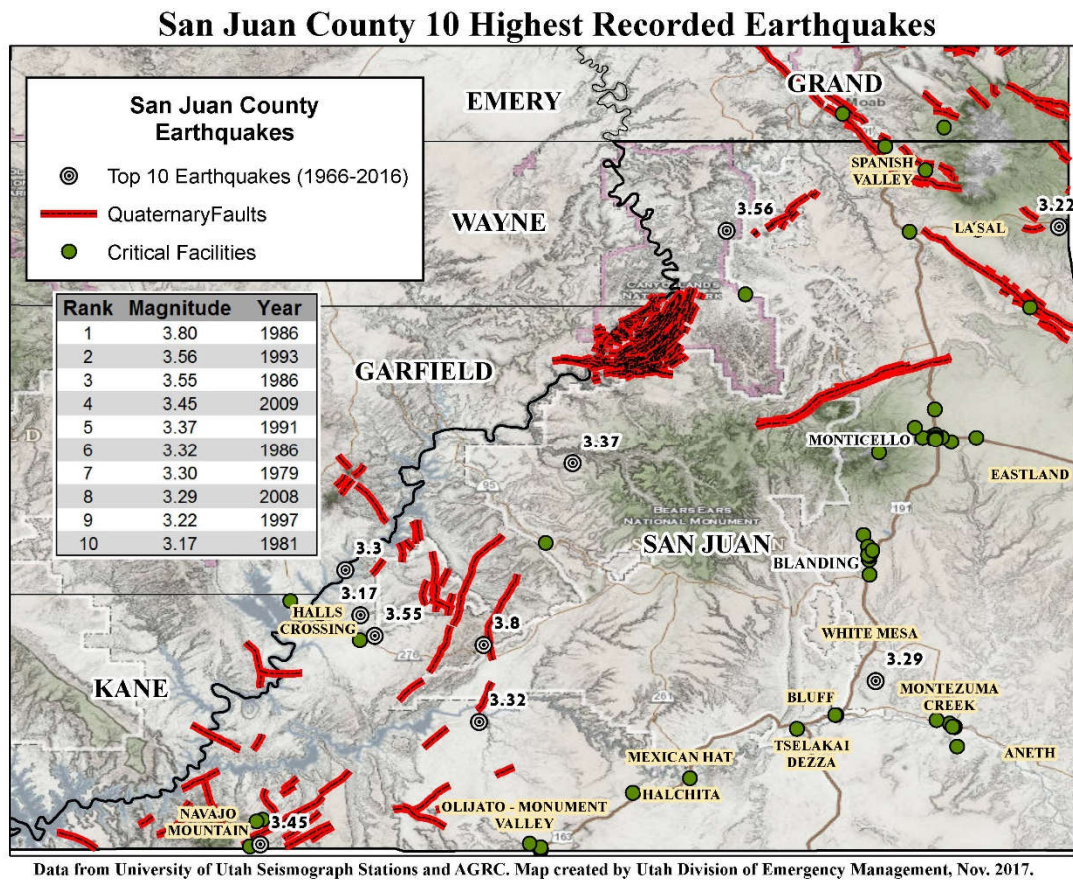 San Juan County 10 Highest Recorded Earthquakes
San Juan County
Earthquakes
Top 10 Earthquakes (1966-2016)
QuaternaryFaults
Critical Facilities
Rank Magnitude Year
1 3.80 1986
2 3.56 1993
3 3.55 1986
4 3.45 2009
5 3.37 1991
6 3.32 1986
7 3.30 1979
8 3.29 2008
9 3.22 1997
10 3.17 1981
EMERY
GRAND
Moab
SPANISH
VALLEY
WAYNE
3.56
3.22
LA SAL
GARFIELD
3.37
95
MONTICELLO
EASTLAND
191
BEARS EARS
NATIONAL MONUMENT
SAN JUAN
BLANDING
3.3
3.17
3.55
HALLS
CROSSING
276
3.8
WHITE MESA
3.29
KANE
3.32
261
BLUFF
MONTEZUMA
CREEK
TSELAKAI
DEZZA
ANETH
MEXICAN HAT
HALCHITA
NAVAJO
MOUNTAIN
3.45
OLIJATO - MONUMENT
VALLEY
163
Data from University of Utah Seismograph Stations and AGRC. Map created by Utah Division of Emergency Management, Nov. 2017.